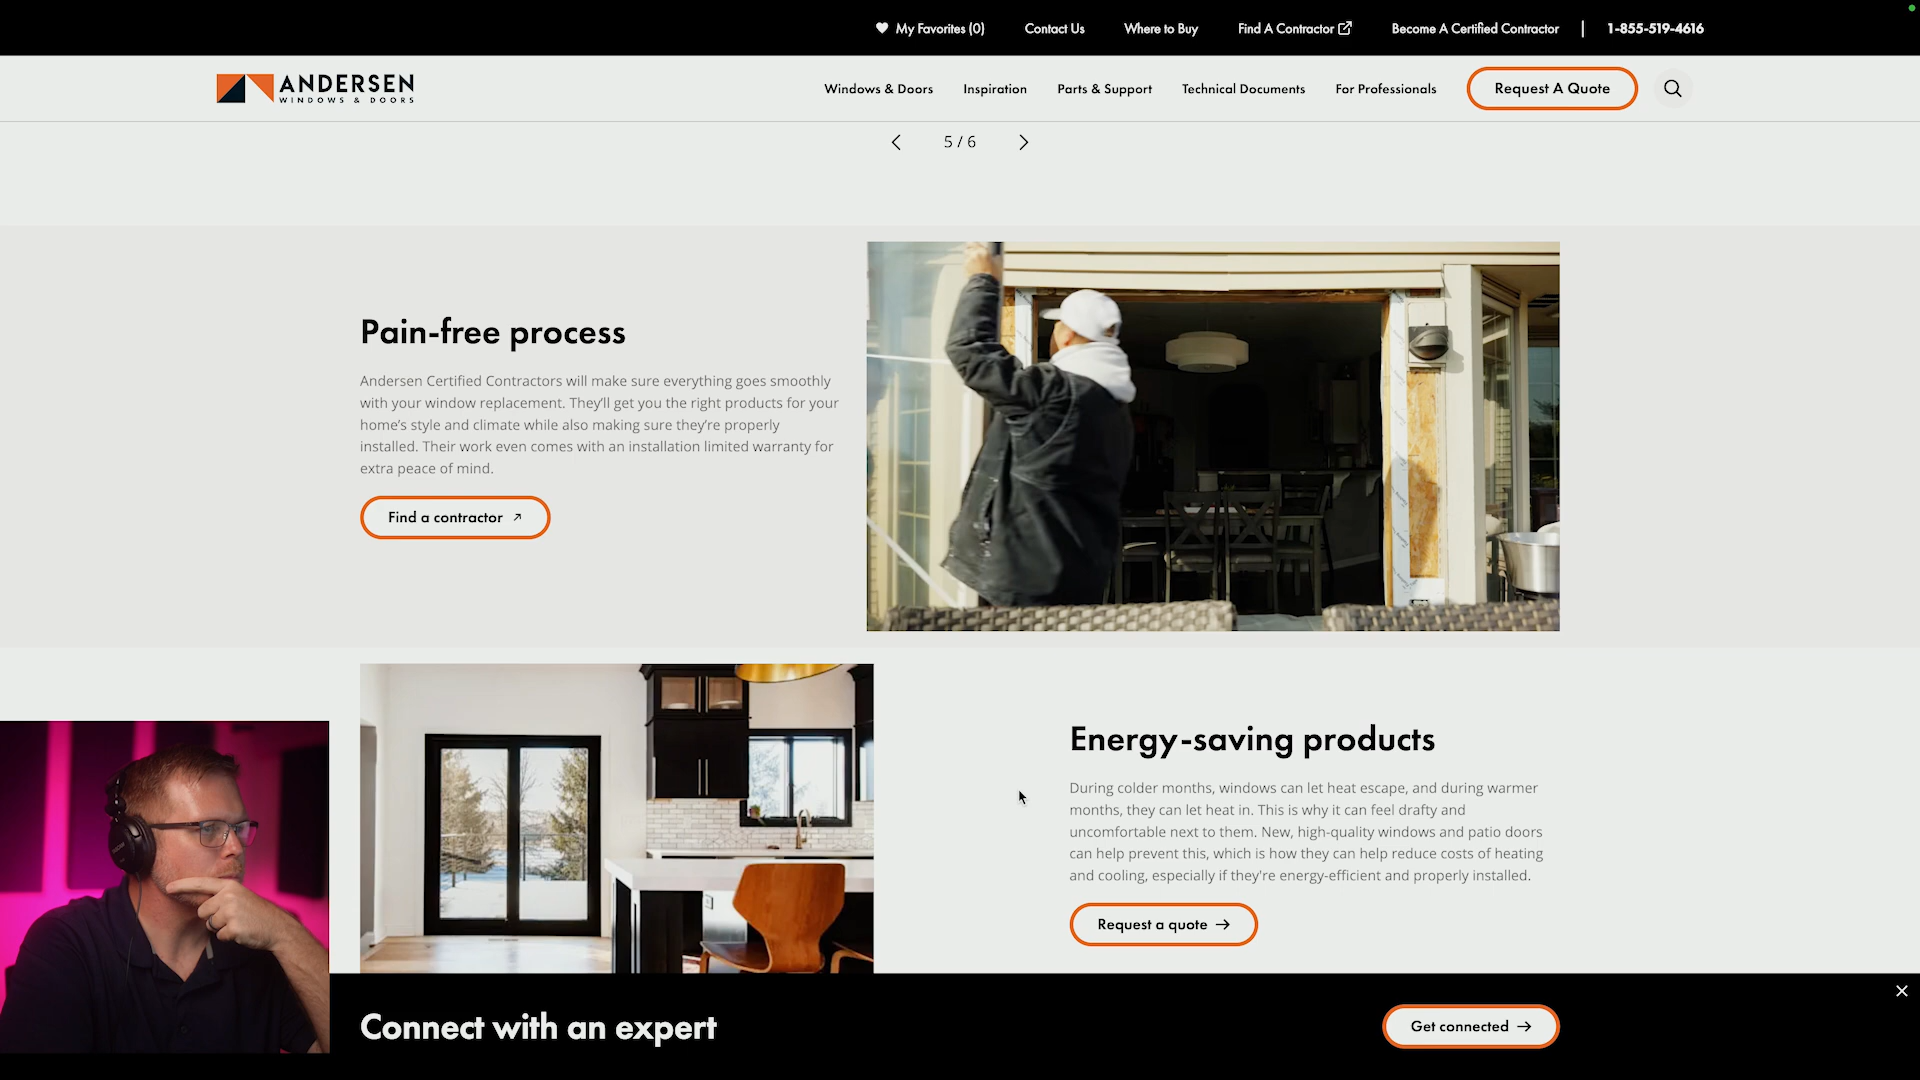 My Favorites (0)
Contact Us
Where to Buy
Find A Contractor
Become A Certified Contractor
1-855-519-4616
ANDERSEN
WINDOWS & DOORS
Windows & Doors
Inspiration
Parts & Support
Technical Documents
For Professionals
Request A Quote
5 / 6
Pain-free process
Andersen Certified Contractors will make sure everything goes smoothly
with your window replacement. They’ll get you the right products for your
home’s style and climate while also making sure they’re properly
installed. Their work even comes with an installation limited warranty for
extra peace of mind.
Find a contractor
Energy-saving products
During colder months, windows can let heat escape, and during warmer
months, they can let heat in. This is why it can feel drafty and
uncomfortable next to them. New, high-quality windows and patio doors
can help prevent this, which is how they can help reduce costs of heating
and cooling, especially if they're energy-efficient and properly installed.
Request a quote
Connect with an expert
Get connected